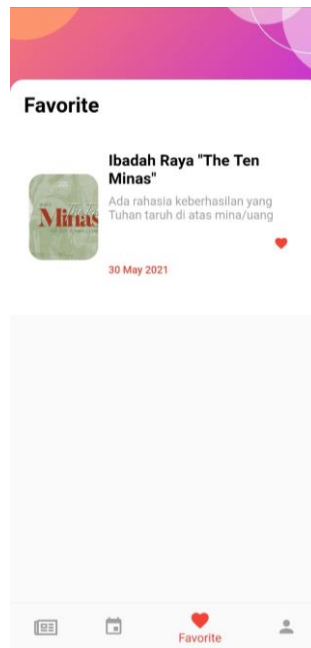 Favorite
Ibadah Raya "The Ten
Minas"
Ada rahasia keberhasilan yang
Tuhan taruh di atas mina/uang
Minas
30 May 2021
Favorite